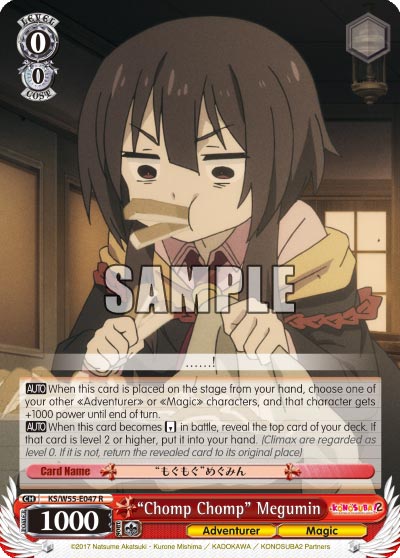 LEVEL
0
0
COST
SAMPLE
......!
AUTO When this card is placed on the stage from your hand, choose one of
your other «Adventurer» or «Magic» characters, and that character gets
+1000 power until end of turn.
AUTO When this card becomes in battle, reveal the top card of your deck. If
that card is level 2 or higher, put it into your hand. (Climax are regarded as
level 0. If it is not, return the revealed card to its original place)
Card Name “もぐもぐ”めぐみん
CH KS/W55-E047 R
“Chomp Chomp” Megumin
KONOSUBA 2
POWER 1000
Adventurer Magic
©2017 Natsume Akatsuki・Kurone Mishima / KADOKAWA / KONOSUBA2 Partners